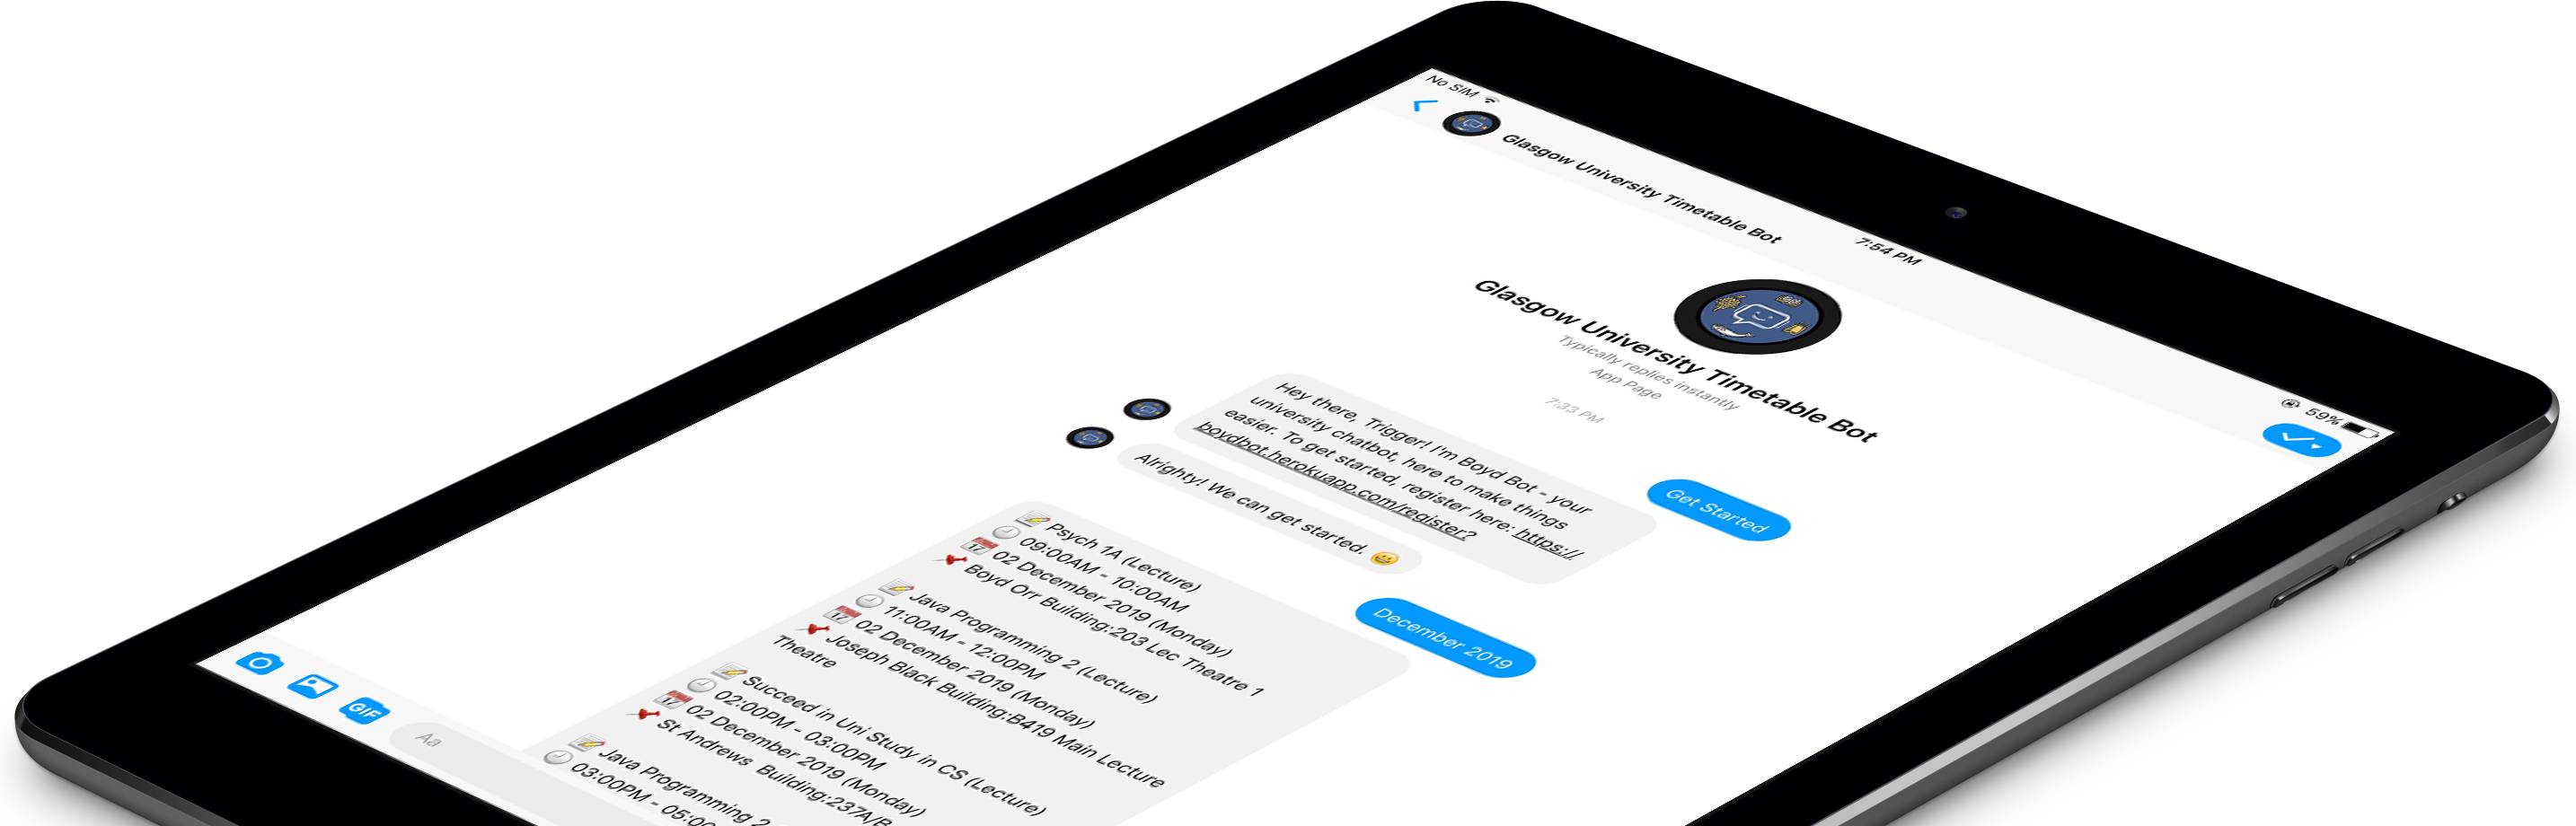 No SIM
7:54 PM
59%
Glasgow University Timetable Bot
Glasgow University Timetable Bot
Typically replies instantly
App Page
7:33 PM
Get Started
Hey there, Trigger! I'm Boyd Bot - your
university chatbot, here to make things
easier. To get started, register here: https://
boydbot.herokuapp.com/register?
Alrighty! We can get started. 😀
December 2019
📝 Psych 1A (Lecture)
🕘 09:00AM - 10:00AM
📅 02 December 2019 (Monday)
📌 Boyd Orr Building:203 Lec Theatre 1
📝 Java Programming 2 (Lecture)
🕘 11:00AM - 12:00PM
📅 02 December 2019 (Monday)
📌 Joseph Black Building:B419 Main Lecture
Theatre
📝 Succeed in Uni Study in CS (Lecture)
🕘 02:00PM - 03:00PM
📅 02 December 2019 (Monday)
📌 St Andrews Building:237A/B
📝 Java Programming 2
🕘 03:00PM - 05:00
GIF
Aa